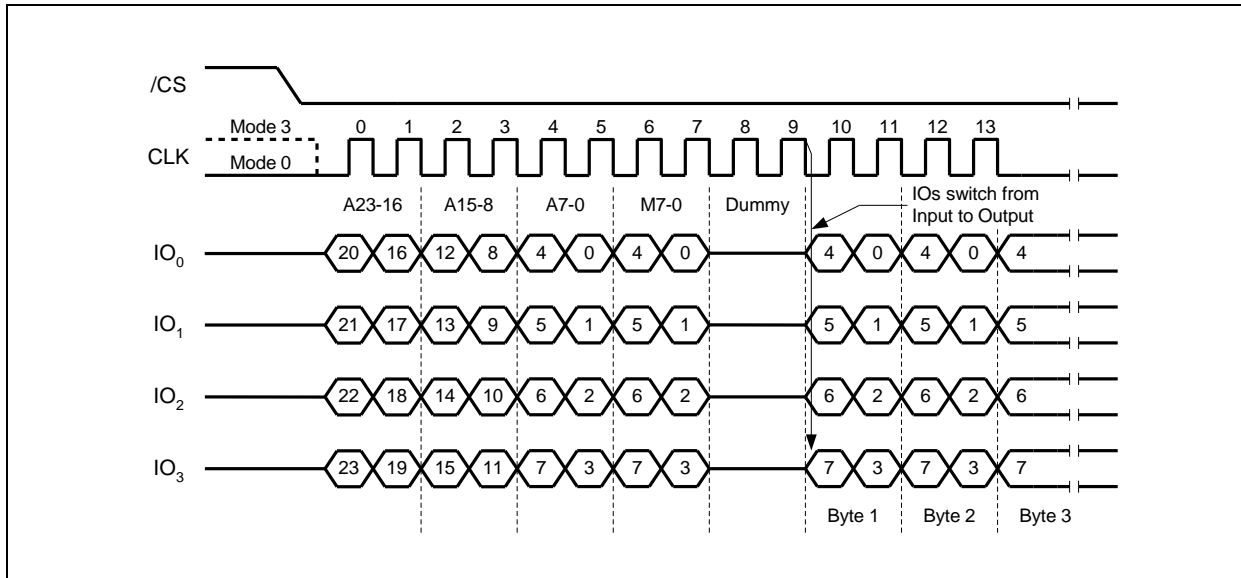 /CS
Mode 3 0 1 2 3 4 5 6 7 8 9 10 11 12 13
CLK
Mode 0
IOs switch from
Input to Output
A23-16 A15-8 A7-0 M7-0 Dummy
IO0 20 16 12 8 4 0 4 0 4 0 4 0 4
IO1 21 17 13 9 5 1 5 1 5 1 5 1 5
IO2 22 18 14 10 6 2 6 2 6 2 6 2 6
IO3 23 19 15 11 7 3 7 3 7 3 7 3 7
Byte 1 Byte 2 Byte 3